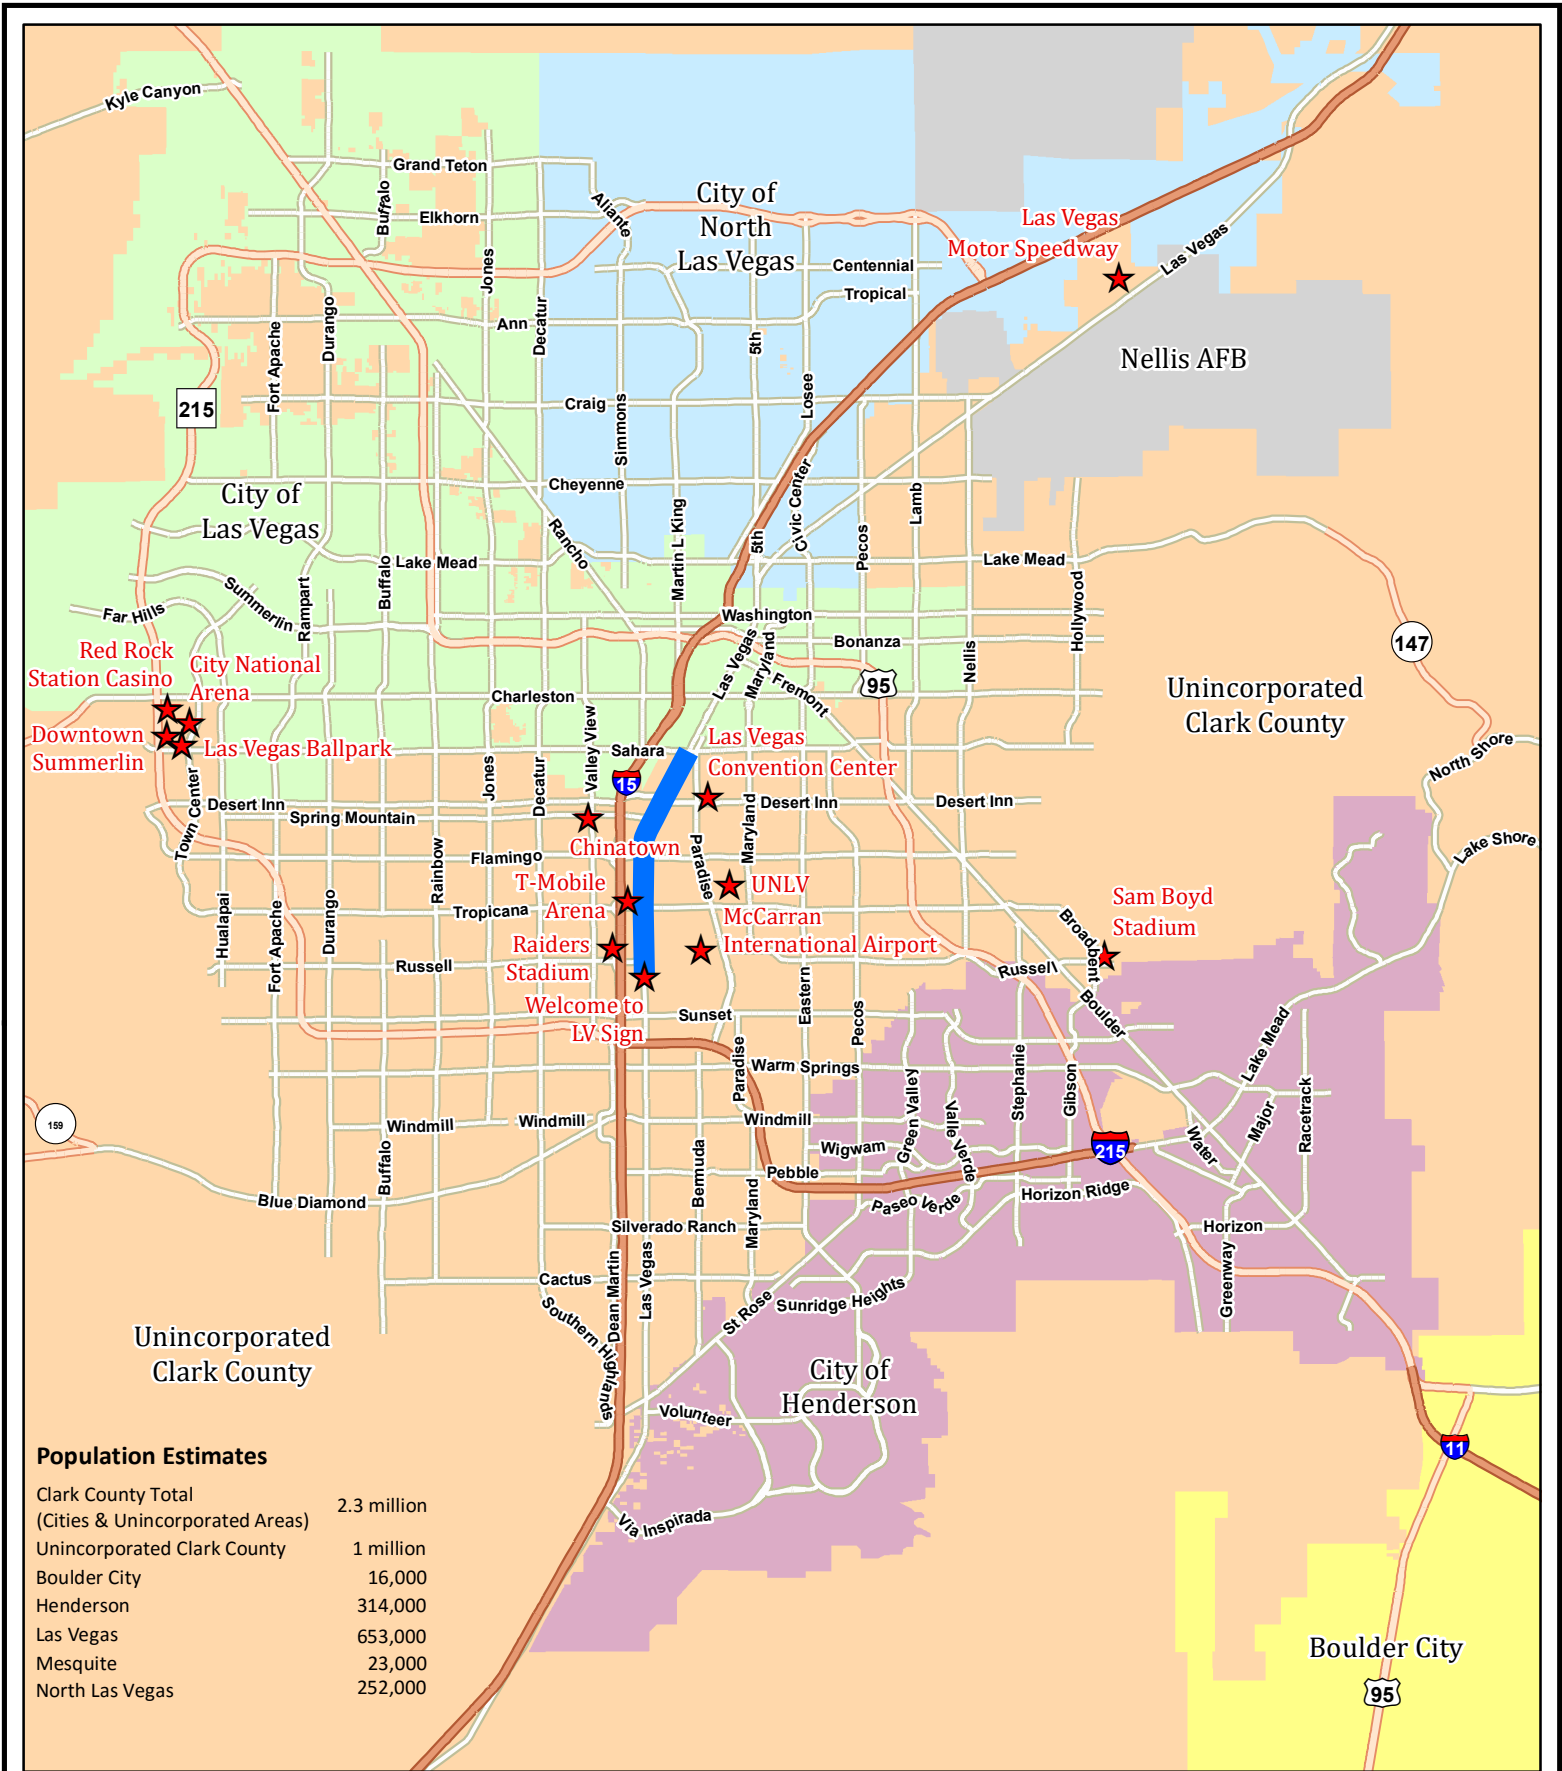 Kyle Canyon
Grand Teton
Buffalo
Elkhorn
Aliante
City of
North
Las Vegas
Las Vegas
Motor Speedway
Las Vegas
Jones
Centennial
Tropical
Durango
Decatur
Ann
Fort Apache
5th
Nellis AFB
215
Craig
Simmons
Losee
City of
Las Vegas
Cheyenne
Rancho
Martin L King
5th
Civic Center
Pecos
Lamb
Lake Mead
Lake Mead
Buffalo
Far Hills
Summerlin
Rampart
Washington
Bonanza
Hollywood
Nellis
147
Red Rock
Station Casino
City National
Arena
Charleston
Las Vegas
Maryland
Fremont
95
Unincorporated
Clark County
Downtown
Summerlin
Las Vegas Ballpark
Valley View
Sahara
Las Vegas
Convention Center
North Shore
15
Jones
Decatur
Town Center
Desert Inn
Spring Mountain
Desert Inn
Desert Inn
Chinatown
Paradise
Maryland
Lake Shore
Flamingo
Rainbow
T-Mobile
Arena
UNLV
Hualapai
Fort Apache
Durango
Tropicana
McCarran
International Airport
Sam Boyd
Stadium
Broadbent
Raiders
Stadium
Russell
Russell
Welcome to
LV Sign
Sunset
Eastern
Pecos
Boulder
Paradise
Warm Springs
Green Valley
Valle Verde
Stephanie
Gibson
Lake Mead
Major
Racetrack
159
Windmill
Windmill
Windmill
Wigwam
215
Water
Buffalo
Bermuda
Pebble
Blue Diamond
Maryland
Paseo Verde
Horizon Ridge
Silverado Ranch
Horizon
Cactus
Dean Martin
Las Vegas
Sunridge Heights
St Rose
Greenway
Southern Highlands
Unincorporated
Clark County
City of
Henderson
Volunteer
Via Inspirada
11
Boulder City
95
Population Estimates
Clark County Total
(Cities & Unincorporated Areas) 2.3 million
Unincorporated Clark County 1 million
Boulder City 16,000
Henderson 314,000
Las Vegas 653,000
Mesquite 23,000
North Las Vegas 252,000